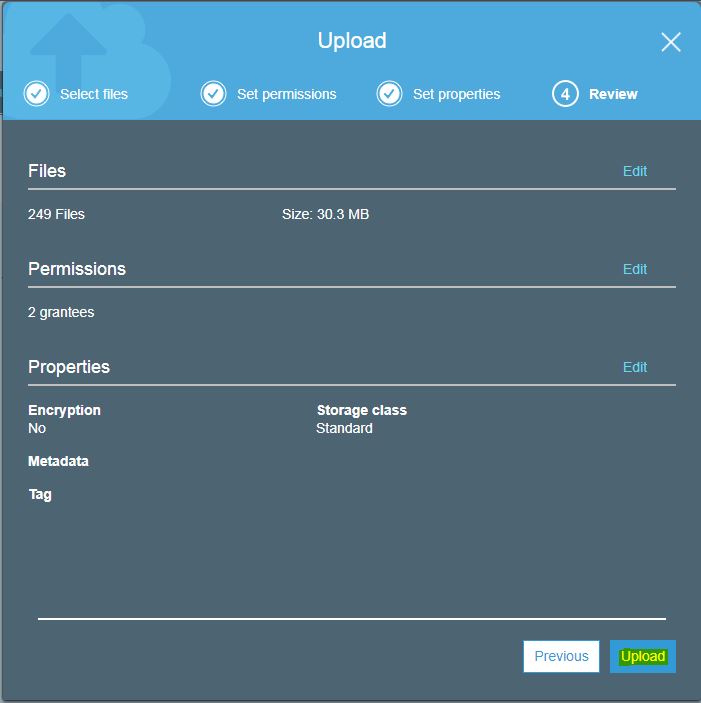 Upload
Select files Set permissions Set properties 4 Review
Files Edit
249 Files Size: 30.3 MB
Permissions Edit
2 grantees
Properties Edit
Encryption Storage class
No Standard
Metadata
Tag
Previous Upload